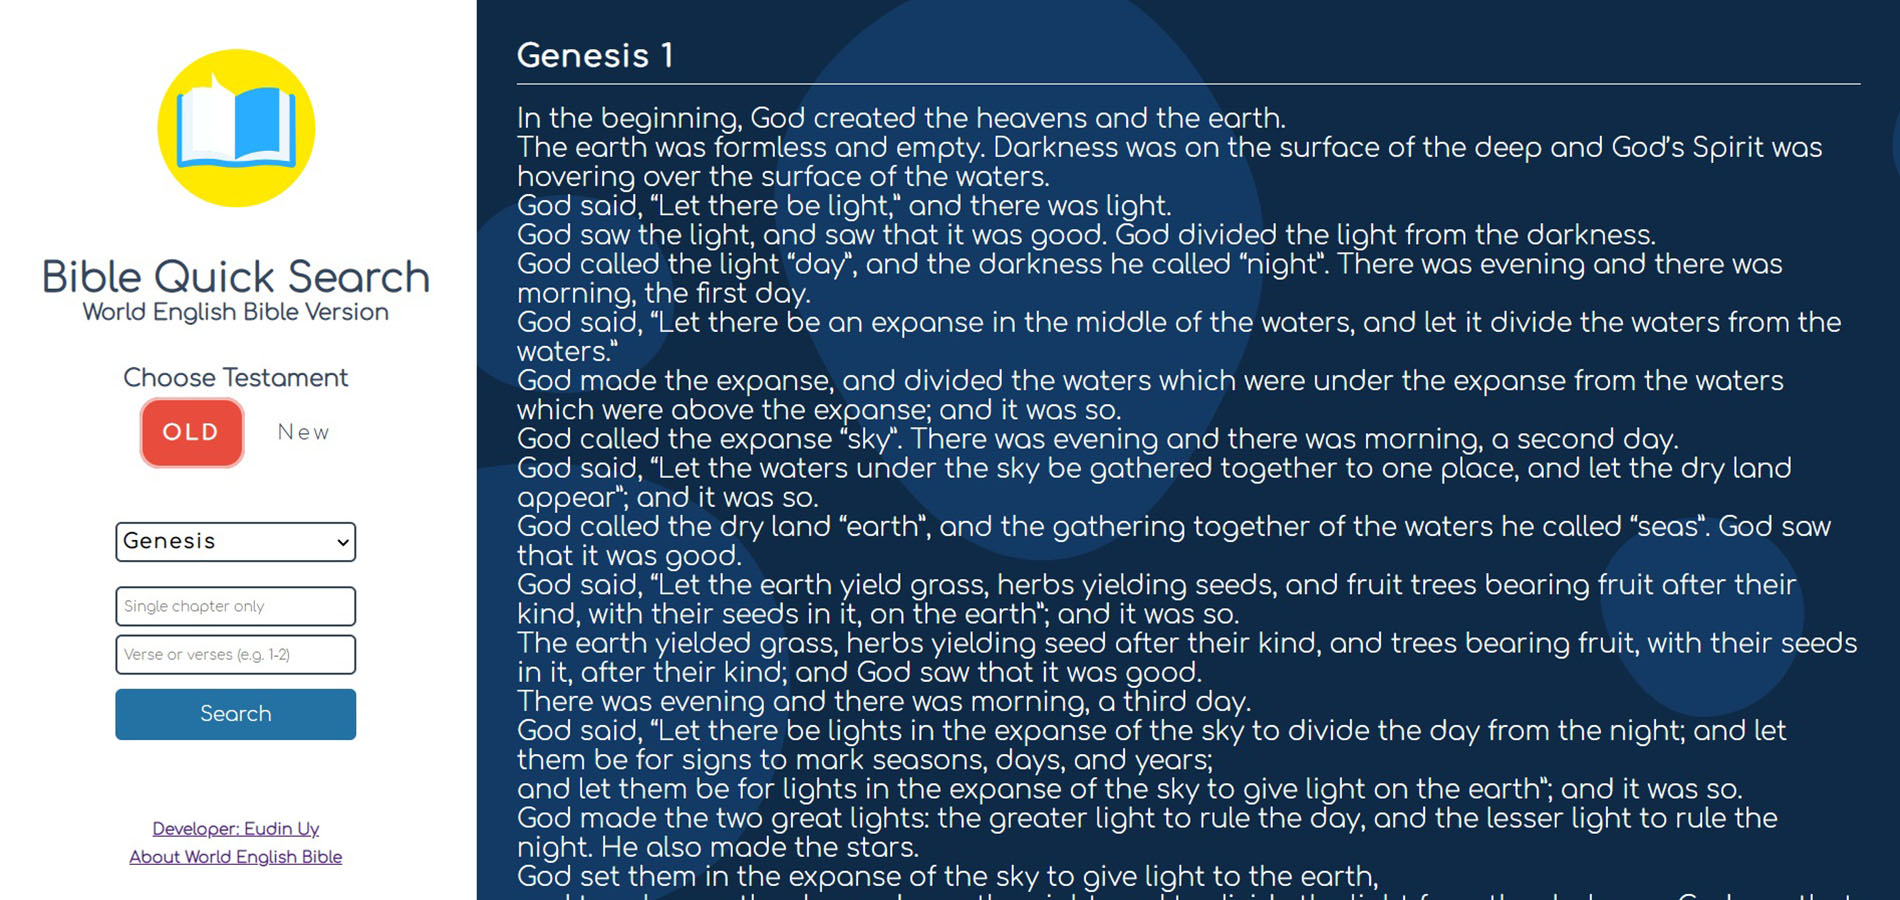 Bible Quick Search
World English Bible Version
Choose Testament
OLD New
Genesis
Single chapter only
Verse or verses (e.g. 1-2)
Search
Developer: Eudin Uy
About World English Bible
Genesis 1
In the beginning, God created the heavens and the earth.
The earth was formless and empty. Darkness was on the surface of the deep and God's Spirit was
hovering over the surface of the waters.
God said, “Let there be light,” and there was light.
God saw the light, and saw that it was good. God divided the light from the darkness.
God called the light “day”, and the darkness he called “night”. There was evening and there was
morning, the first day.
God said, “Let there be an expanse in the middle of the waters, and let it divide the waters from the
waters.”
God made the expanse, and divided the waters which were under the expanse from the waters
which were above the expanse; and it was so.
God called the expanse “sky”. There was evening and there was morning, a second day.
God said, “Let the waters under the sky be gathered together to one place, and let the dry land
appear”; and it was so.
God called the dry land “earth”, and the gathering together of the waters he called “seas”. God saw
that it was good.
God said, “Let the earth yield grass, herbs yielding seeds, and fruit trees bearing fruit after their
kind, with their seeds in it, on the earth”; and it was so.
The earth yielded grass, herbs yielding seed after their kind, and trees bearing fruit, with their seeds
in it, after their kind; and God saw that it was good.
There was evening and there was morning, a third day.
God said, “Let there be lights in the expanse of the sky to divide the day from the night; and let
them be for signs to mark seasons, days, and years;
and let them be for lights in the expanse of the sky to give light on the earth”; and it was so.
God made the two great lights: the greater light to rule the day, and the lesser light to rule the
night. He also made the stars.
God set them in the expanse of the sky to give light to the earth,